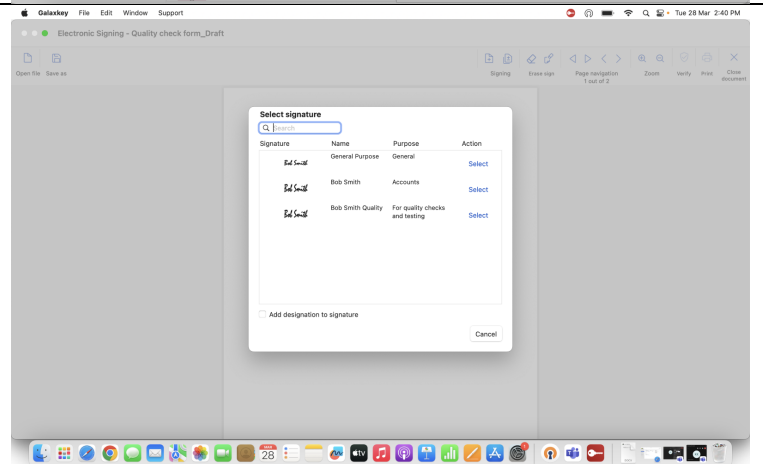 Galaxkey File Edit Window Support Tue 28 Mar 2:40 PM
Electronic Signing - Quality check form_Draft
Open file Save as Signing Erase sign Page navigation Zoom Verify Print Close document
1 out of 2
Select signature
Search
Signature Name Purpose Action
Bob Smith General Purpose General Select
Bob Smith Bob Smith Accounts Select
Bob Smith Bob Smith Quality For quality checks Select
and testing
Add designation to signature
Cancel
28
tv